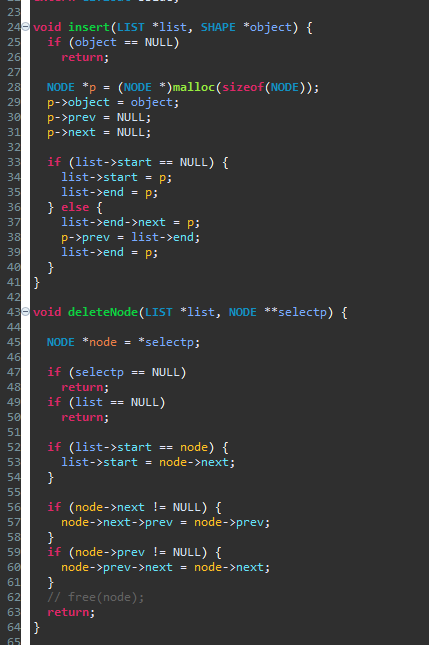 23
24 void insert(LIST *list, SHAPE *object) {
25   if (object == NULL)
26     return;
27
28   NODE *p = (NODE *)malloc(sizeof(NODE));
29   p->object = object;
30   p->prev = NULL;
31   p->next = NULL;
32
33   if (list->start == NULL) {
34     list->start = p;
35     list->end = p;
36   } else {
37     list->end->next = p;
38     p->prev = list->end;
39     list->end = p;
40   }
41 }
42
43 void deleteNode(LIST *list, NODE **selectp) {
44
45   NODE *node = *selectp;
46
47   if (selectp == NULL)
48     return;
49   if (list == NULL)
50     return;
51
52   if (list->start == node) {
53     list->start = node->next;
54   }
55
56   if (node->next != NULL) {
57     node->next->prev = node->prev;
58   }
59   if (node->prev != NULL) {
60     node->prev->next = node->next;
61   }
62   // free(node);
63   return;
64 }
65